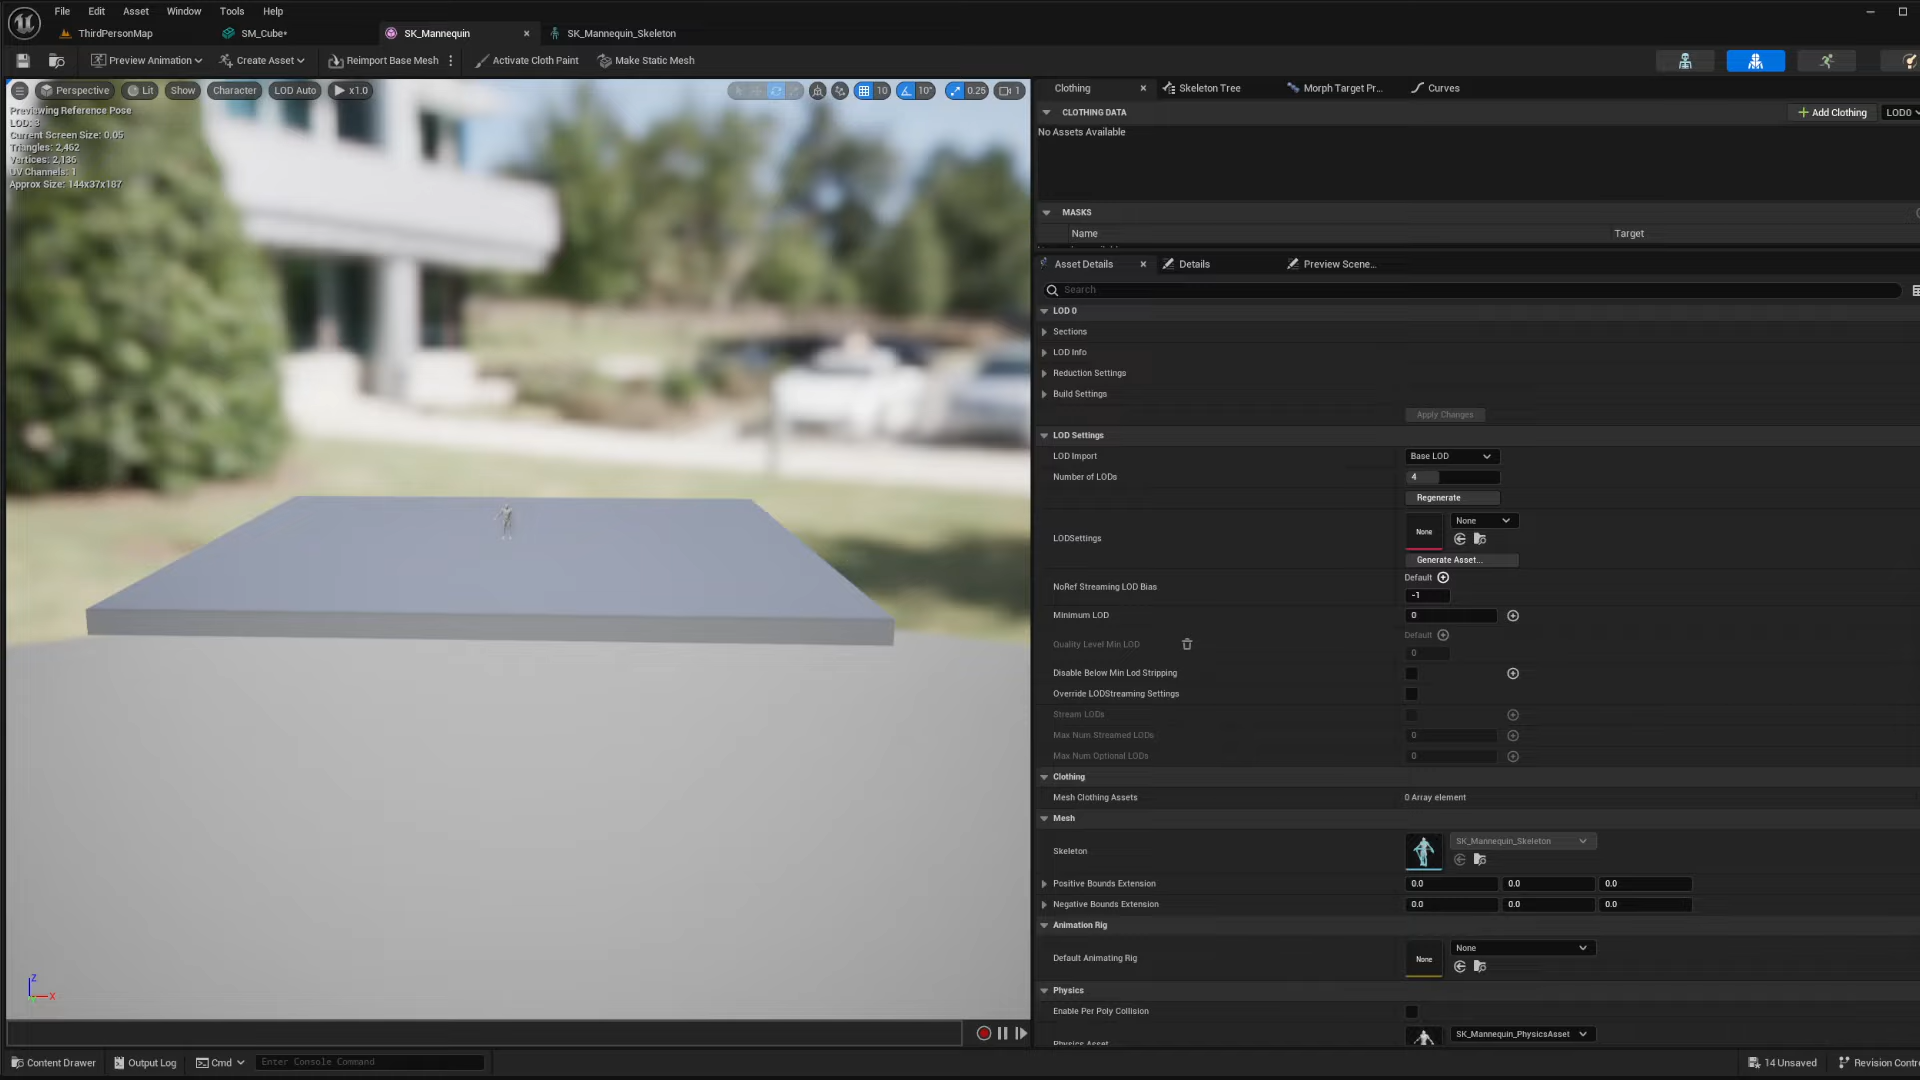 File Edit Asset Window Tools Help
ThirdPersonMap SM_Cube* SK_Mannequin SK_Mannequin_Skeleton
Preview Animation Create Asset Reimport Base Mesh Activate Cloth Paint Make Static Mesh
Perspective Lit Show Character LOD Auto x1.0 10 10° 0.25 1
Previewing Reference Pose
LOD: 3
Current Screen Size: 0.05
Triangles: 2,462
Vertices: 2,136
UV Channels: 1
Approx Size: 144x37x187
Z
X
Clothing Skeleton Tree Morph Target Pr... Curves
CLOTHING DATA Add Clothing LOD0
No Assets Available
MASKS
Name Target
Asset Details Details Preview Scene...
Search
LOD 0
Sections
LOD Info
Reduction Settings
Build Settings
Apply Changes
LOD Settings
LOD Import Base LOD
Number of LODs 4
Regenerate
LODSettings None None
Generate Asset...
NoRef Streaming LOD Bias Default
-1
Minimum LOD 0
Quality Level Min LOD Default
0
Disable Below Min Lod Stripping
Override LODStreaming Settings
Stream LODs
Max Num Streamed LODs 0
Max Num Optional LODs 0
Clothing
Mesh Clothing Assets 0 Array element
Mesh
Skeleton SK_Mannequin_Skeleton
Positive Bounds Extension 0.0 0.0 0.0
Negative Bounds Extension 0.0 0.0 0.0
Animation Rig
Default Animating Rig None None
Physics
Enable Per Poly Collision
Physics Asset SK_Mannequin_PhysicsAsset
Content Drawer Output Log Cmd Enter Console Command 14 Unsaved Revision Contr